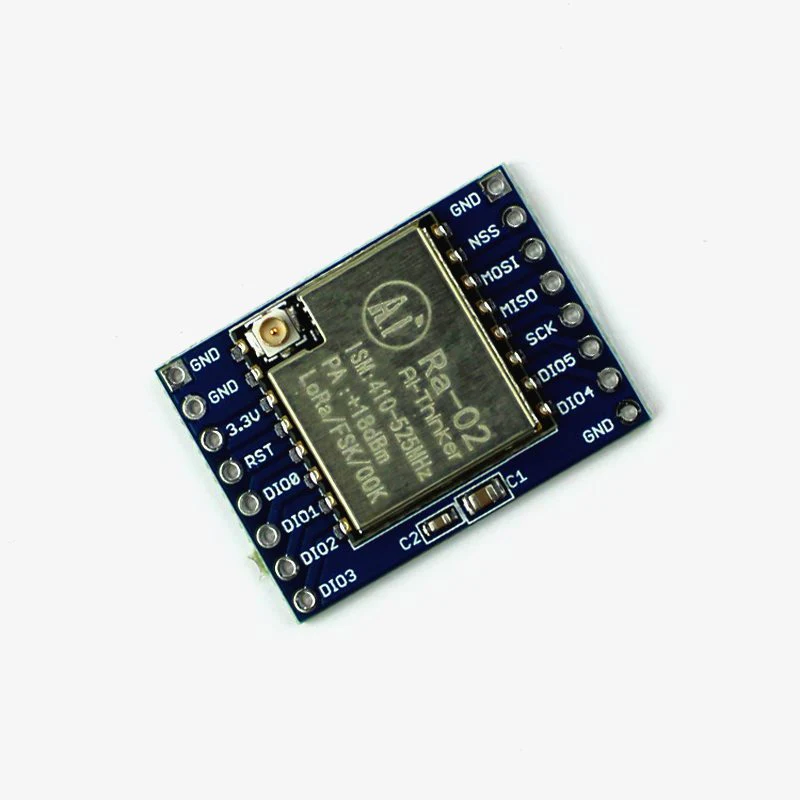 GND
NSS
MOSI
MISO
SCK
DIO5
DIO4
GND
Ai
Ra-02
Ai-Thinker
ISM:410-525MHz
PA :+18dBm
LoRa/FSK/OOK
GND
GND
3.3V
RST
DIO0
DIO1
DIO2
DIO3
C1
C2